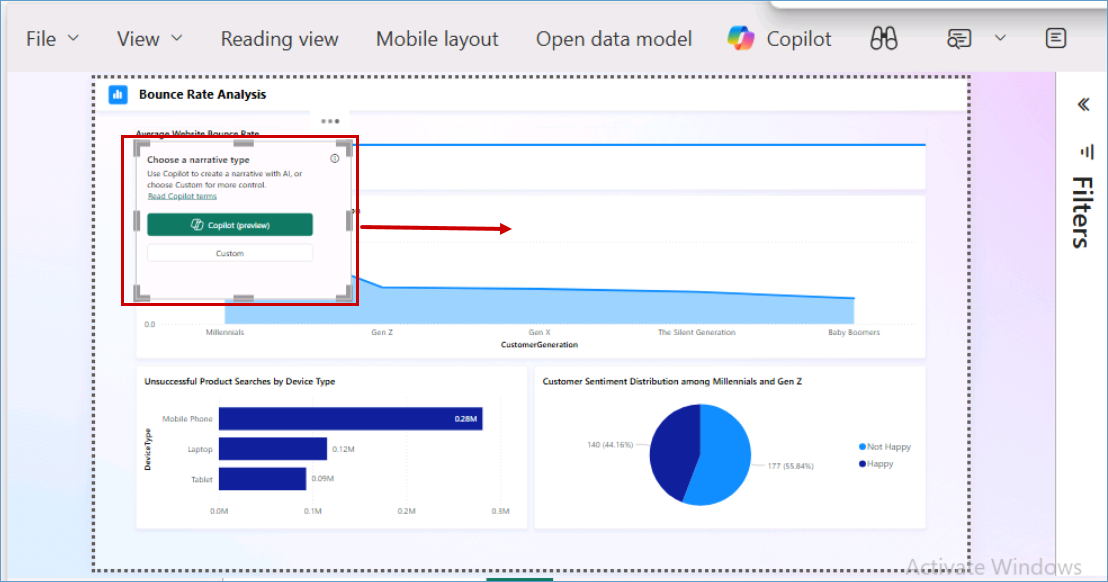 File View Reading view Mobile layout Open data model Copilot
Bounce Rate Analysis
Average Website Bounce Rate
Choose a narrative type
Use Copilot to create a narrative with AI, or
choose Custom for more control.
Read Copilot terms
Copilot (preview)
Custom
Filters
0.0
Millennials Gen Z Gen X The Silent Generation Baby Boomers
CustomerGeneration
Unsuccessful Product Searches by Device Type
DeviceType
Mobile Phone 0.28M
Laptop 0.12M
Tablet 0.09M
0.0M 0.1M 0.2M 0.3M
Customer Sentiment Distribution among Millennials and Gen Z
140 (44.16%)
177 (55.84%)
Not Happy
Happy
Activate Windows